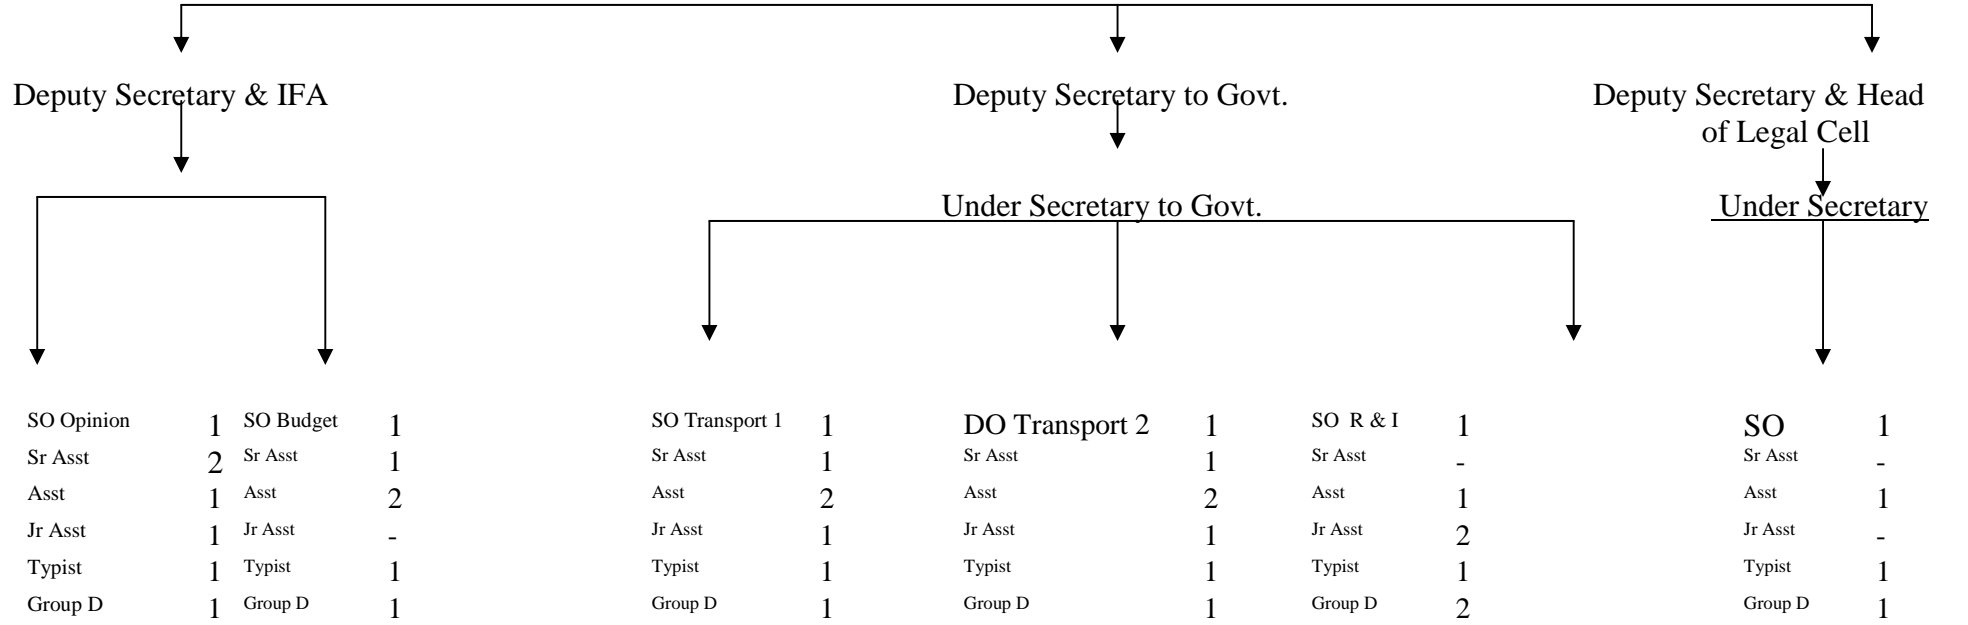 Deputy Secretary & IFA Deputy Secretary to Govt. Deputy Secretary & Head
of Legal Cell
Under Secretary to Govt. Under Secretary
SO Opinion 1 SO Budget 1 SO Transport 1 1 DO Transport 2 1 SO R & I 1 SO 1
Sr Asst 2 Sr Asst 1 Sr Asst 1 Sr Asst 1 Sr Asst - Sr Asst -
Asst 1 Asst 2 Asst 2 Asst 2 Asst 1 Asst 1
Jr Asst 1 Jr Asst - Jr Asst 1 Jr Asst 1 Jr Asst 2 Jr Asst -
Typist 1 Typist 1 Typist 1 Typist 1 Typist 1 Typist 1
Group D 1 Group D 1 Group D 1 Group D 1 Group D 2 Group D 1